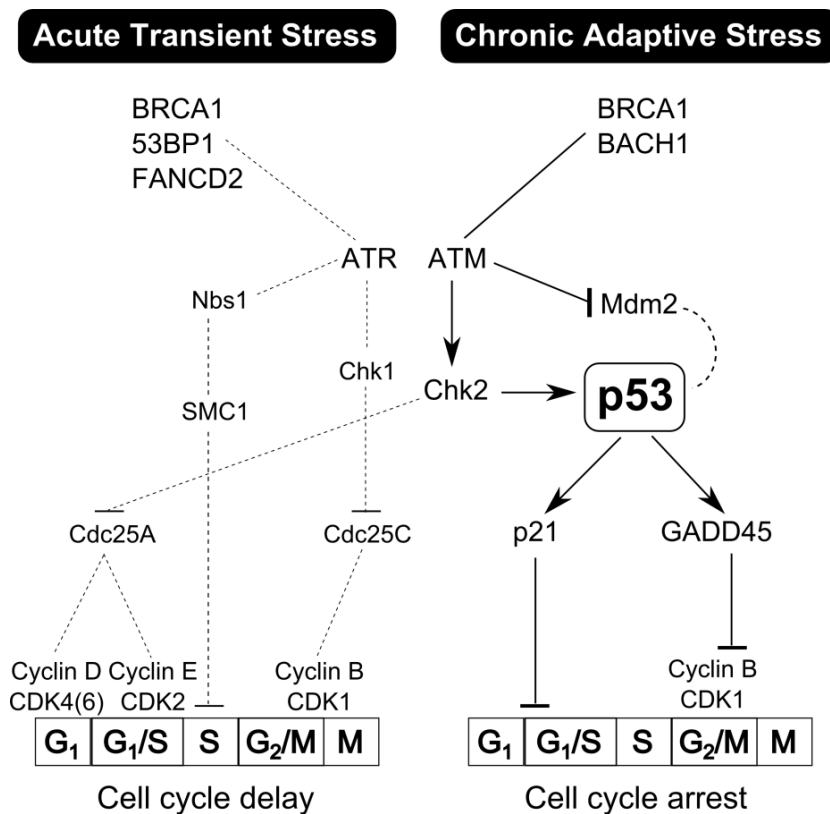 Acute Transient Stress
Chronic Adaptive Stress
BRCA1
53BP1
FANCD2
BRCA1
BACH1
ATR
ATM
Nbs1
Mdm2
Chk1
Chk2
p53
SMC1
Cdc25A
Cdc25C
p21
GADD45
Cyclin D
CDK4(6)
Cyclin E
CDK2
Cyclin B
CDK1
Cyclin B
CDK1
G₁ G₁/S S G₂/M M
G₁ G₁/S S G₂/M M
Cell cycle delay
Cell cycle arrest